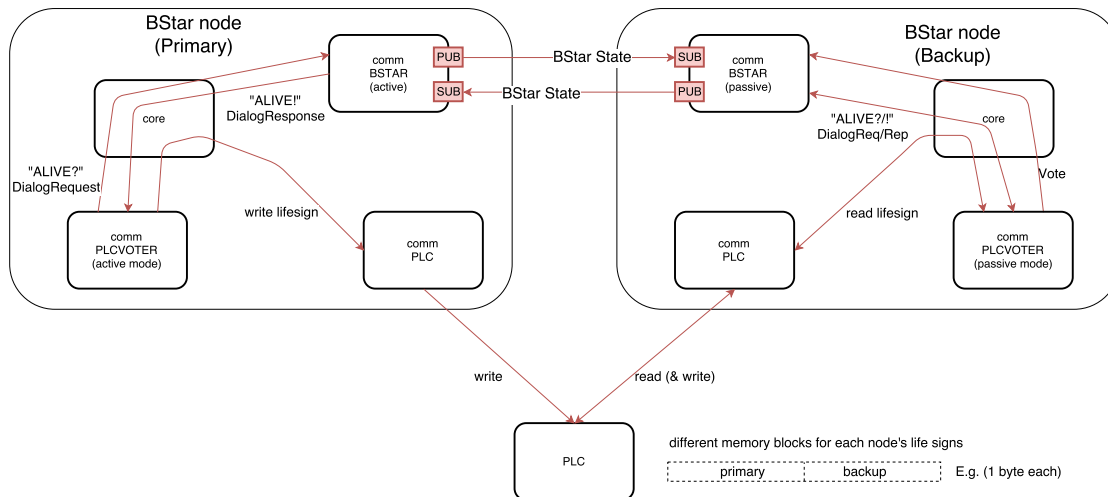 BStar node
(Primary)
BStar node
(Backup)
comm
BSTAR
(active)
PUB
SUB
BStar State
BStar State
SUB
PUB
comm
BSTAR
(passive)
core
"ALIVE!"
DialogResponse
"ALIVE?/!"
DialogReq/Rep
core
"ALIVE?"
DialogRequest
Vote
write lifesign
read lifesign
comm
PLCVOTER
(active mode)
comm
PLC
comm
PLC
comm
PLCVOTER
(passive mode)
write
read (& write)
PLC
different memory blocks for each node's life signs
primary
backup
E.g. (1 byte each)